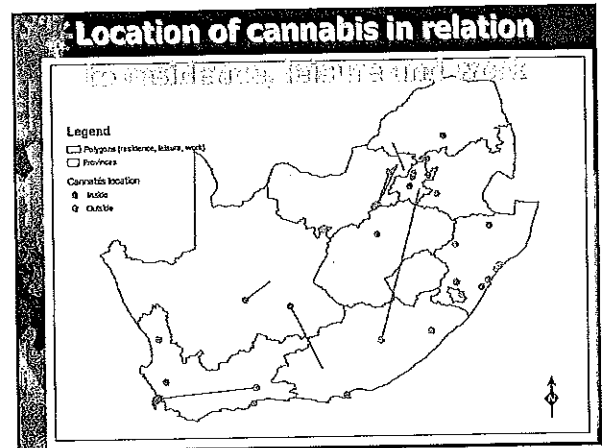 Location of cannabis in relation
to residence, leisure and work
Legend
Polygons (residence, leisure, work)
Provinces
Cannabis location
Inside
Outside
N